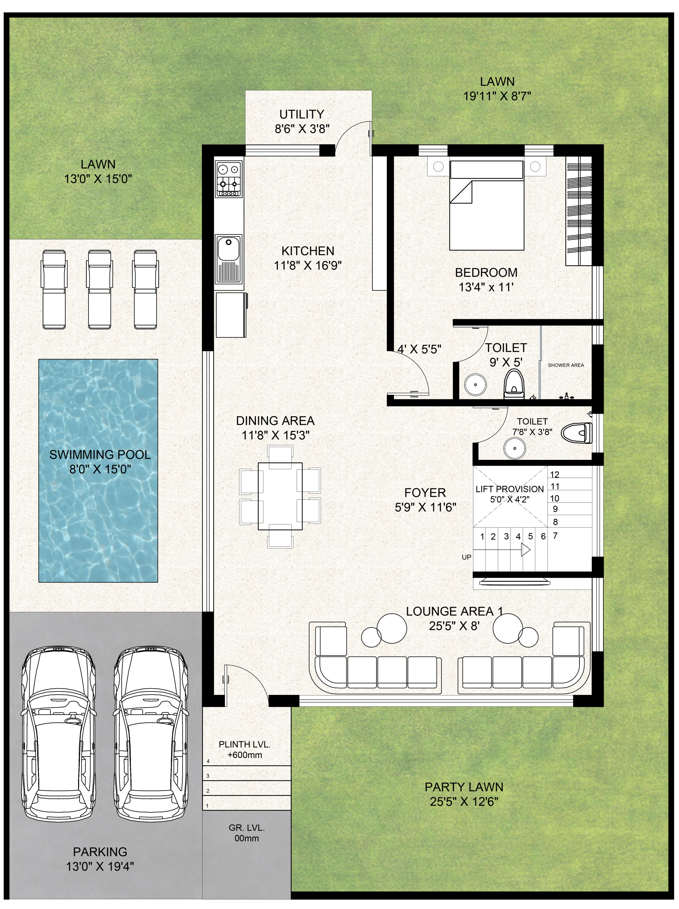 LAWN
19'11" X 8'7"
UTILITY
8'6" X 3'8"
LAWN
13'0" X 15'0"
KITCHEN
11'8" X 16'9"
BEDROOM
13'4" x 11'
4' X 5'5"
TOILET
9' X 5'
SHOWER AREA
DINING AREA
11'8" X 15'3"
TOILET
7'8" X 3'8"
SWIMMING POOL
8'0" X 15'0"
FOYER
5'9" X 11'6"
LIFT PROVISION
5'0" X 4'2"
12
11
10
9
8
1 2 3 4 5 6 7
UP
LOUNGE AREA 1
25'5" X 8'
PLINTH LVL.
+600mm
4
3
2
1
PARTY LAWN
25'5" X 12'6"
GR. LVL.
00mm
PARKING
13'0" X 19'4"